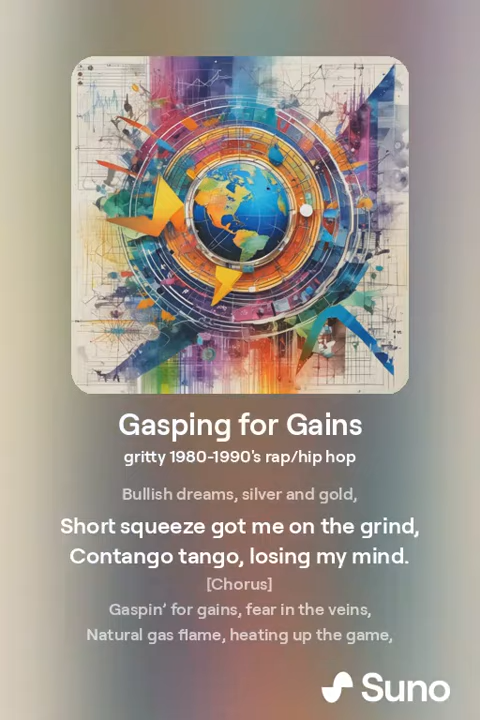 Gasping for Gains
gritty 1980-1990's rap/hip hop
Bullish dreams, silver and gold,
Short squeeze got me on the grind,
Contango tango, losing my mind.
[Chorus]
Gaspin' for gains, fear in the veins,
Natural gas flame, heating up the game,
Suno